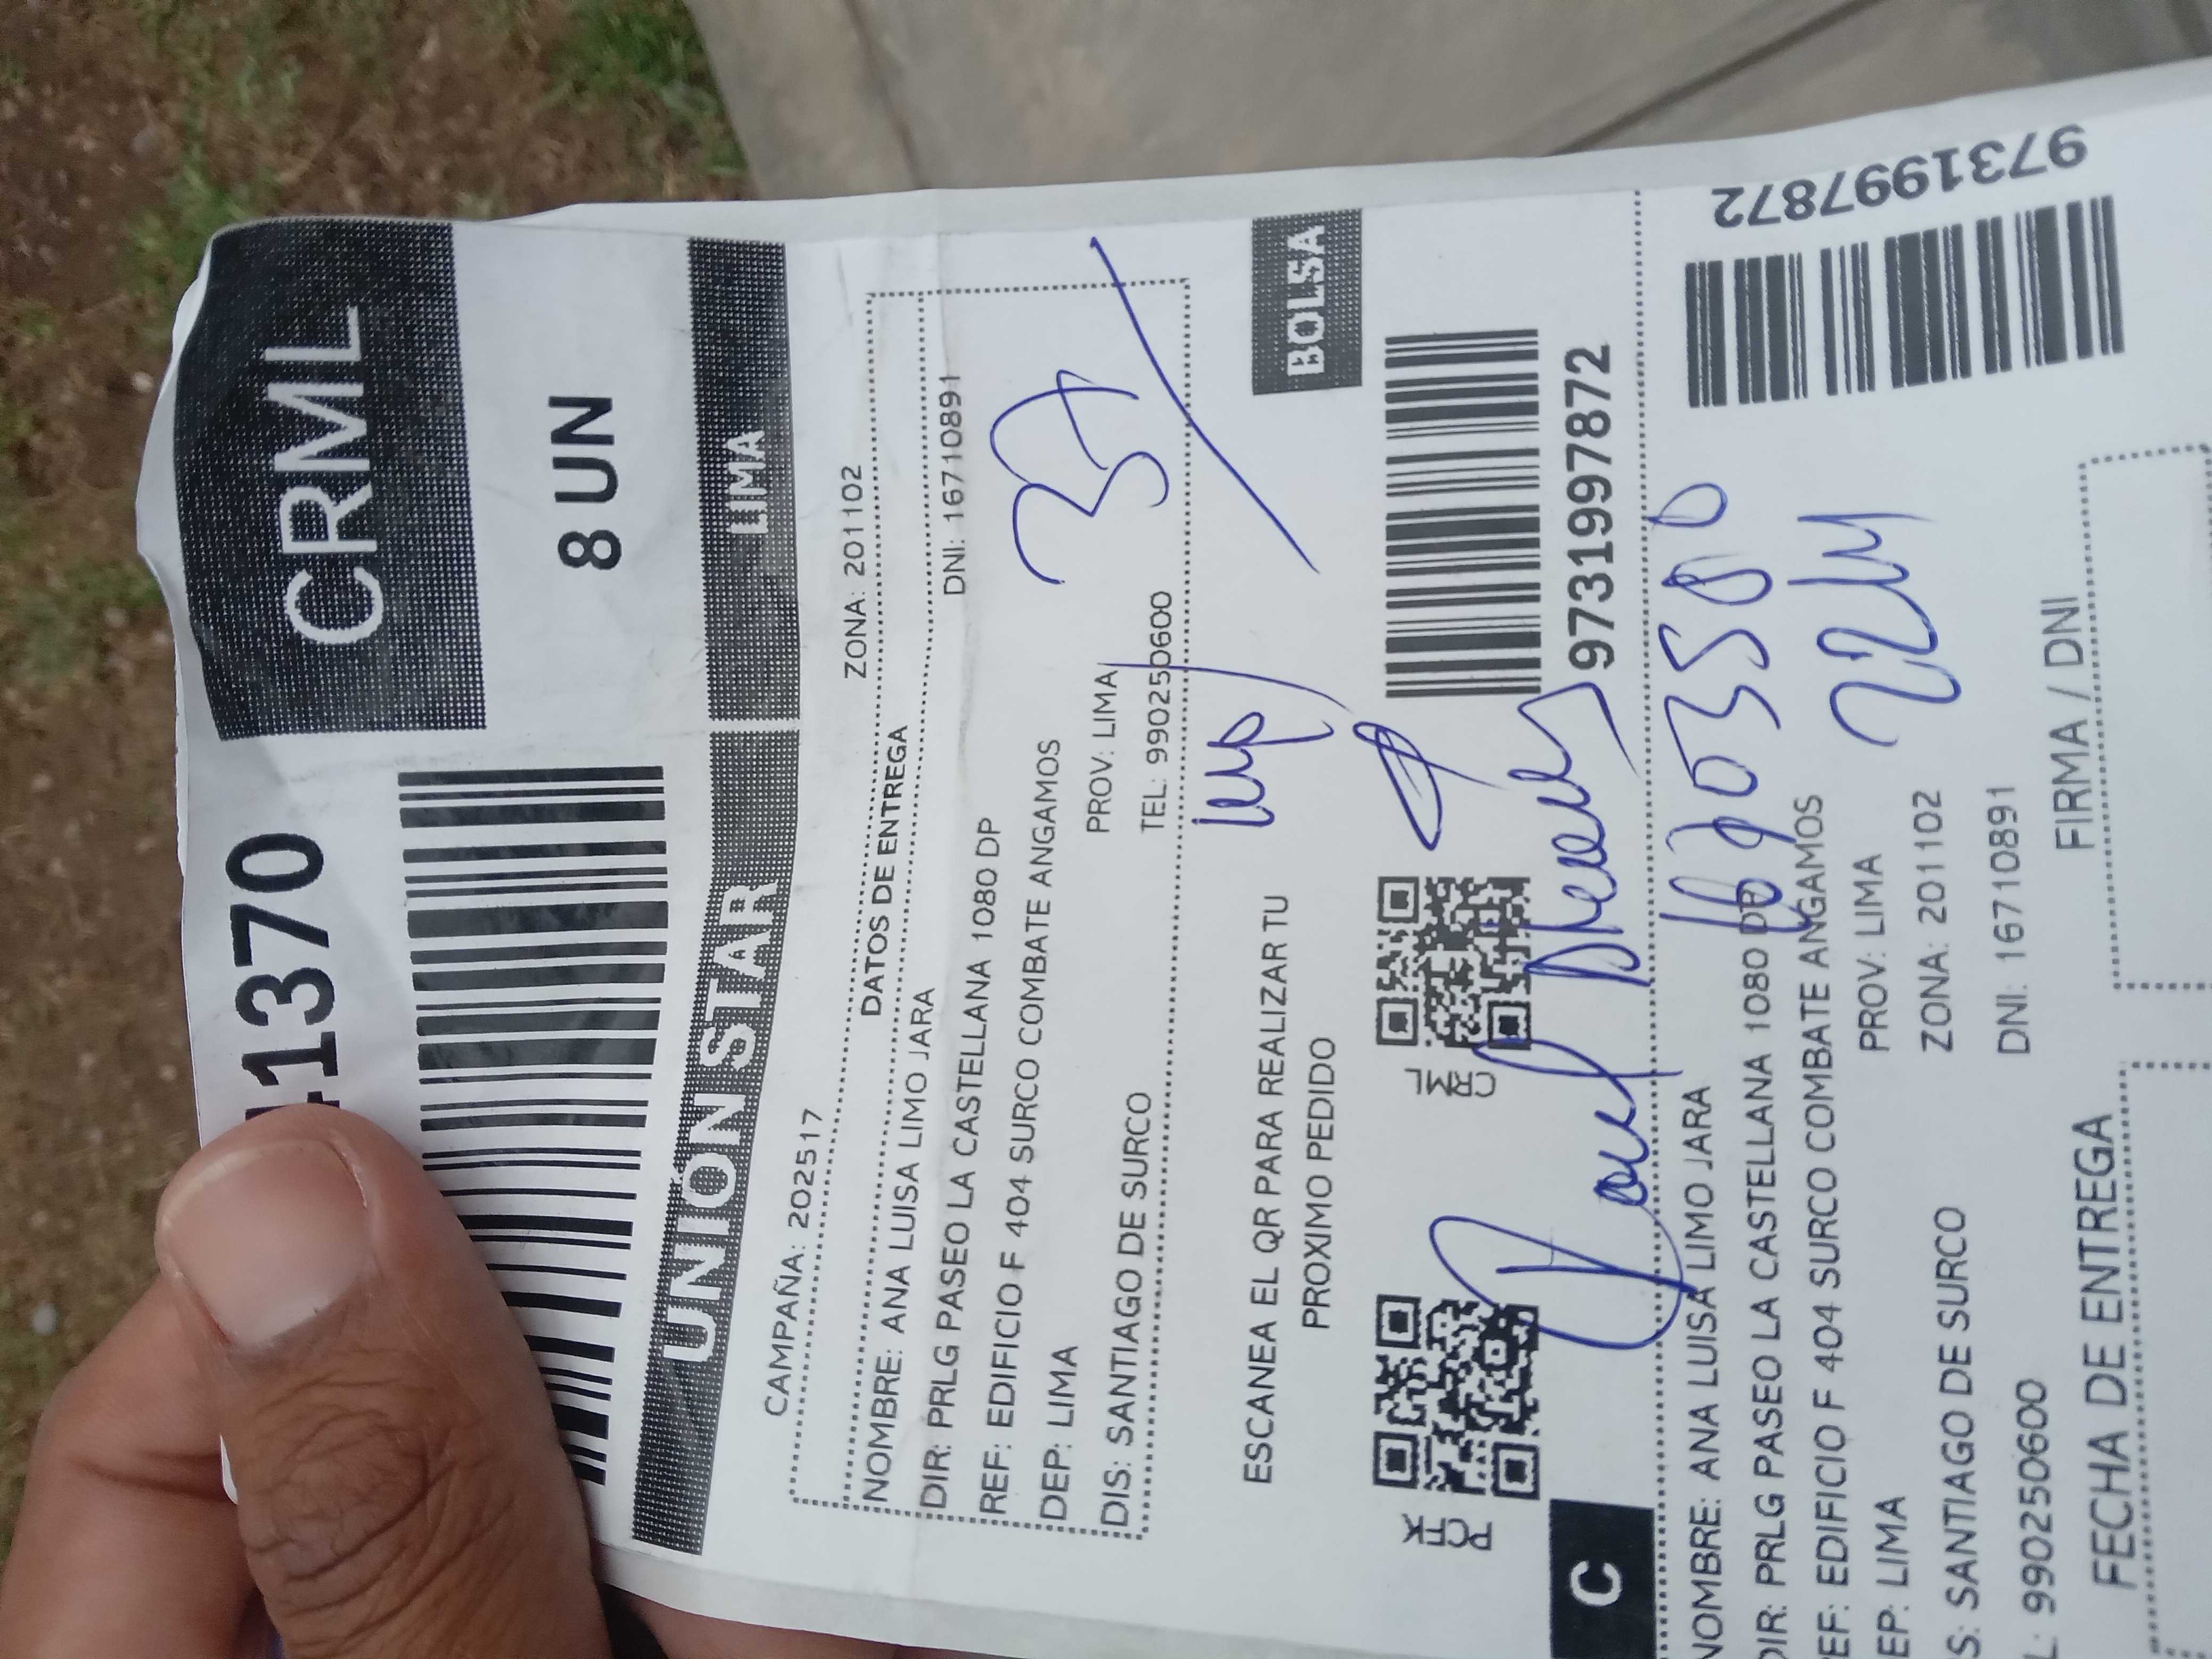 1370
CRML
8 UN
UNIÓN STAR
LIMA
CAMPAÑA: 202517
ZONA: 201102
DATOS DE ENTREGA
NOMBRE: ANA LUISA LIMO JARA
DIR: PRLG PASEO LA CASTELLANA 1080 DP
DNI: 16710891
REF: EDIFICIO F 404 SURCO COMBATE ANGAMOS
37
DEP: LIMA
PROV: LIMA
DIS: SANTIAGO DE SURCO
TEL: 990250600
ESCANEA EL QR PARA REALIZAR TU
PROXIMO PEDIDO
BOLSA
CRML
9731997872
C
NOMBRE: ANA LUISA LIMO JARA
DIR: PRLG PASEO LA CASTELLANA 1080 DP
REF: EDIFICIO F 404 SURCO COMBATE ANGAMOS
DEP: LIMA
PROV: LIMA
S: SANTIAGO DE SURCO
ZONA: 201102
L: 990250600
DNI: 16710891
9731997872
FECHA DE ENTREGA
FIRMA / DNI